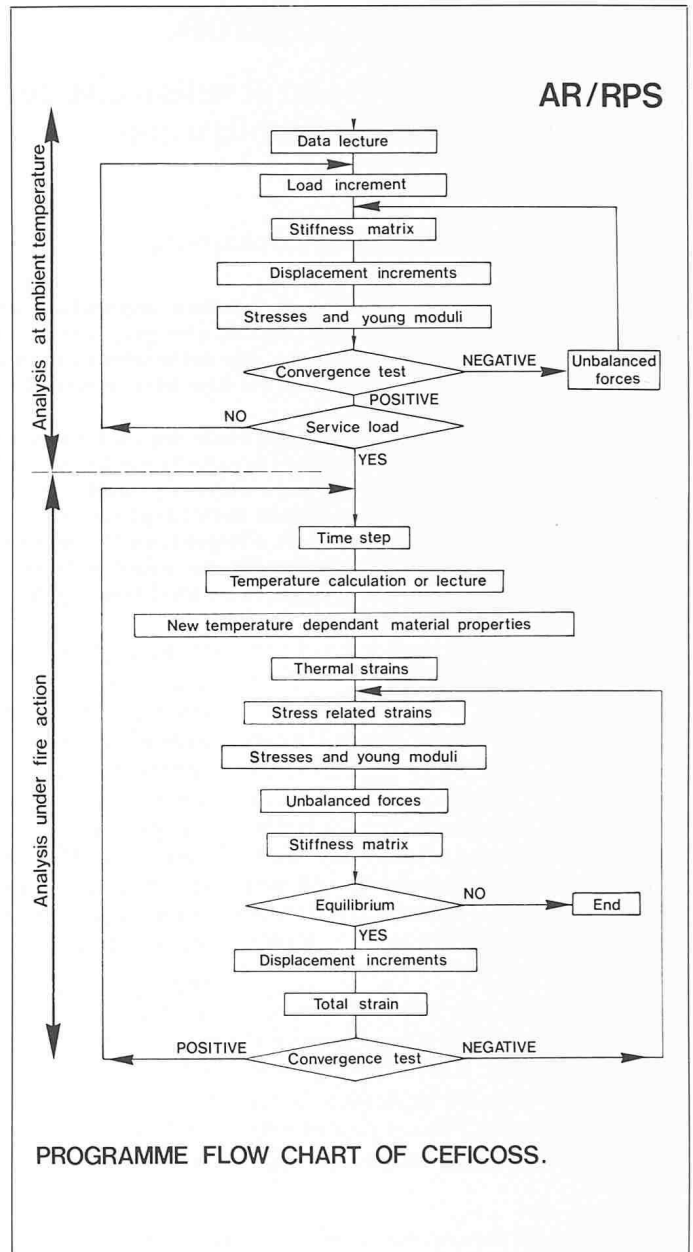 AR/RPS
Analysis at ambient temperature
Data lecture
Load increment
Stiffness matrix
Displacement increments
Stresses and young moduli
Convergence test
NEGATIVE
Unbalanced
forces
POSITIVE
NO
Service load
YES
Analysis under fire action
Time step
Temperature calculation or lecture
New temperature dependant material properties
Thermal strains
Stress related strains
Stresses and young moduli
Unbalanced forces
Stiffness matrix
Equilibrium
NO
End
YES
Displacement increments
Total strain
POSITIVE
Convergence test
NEGATIVE
PROGRAMME FLOW CHART OF CEFICOSS.